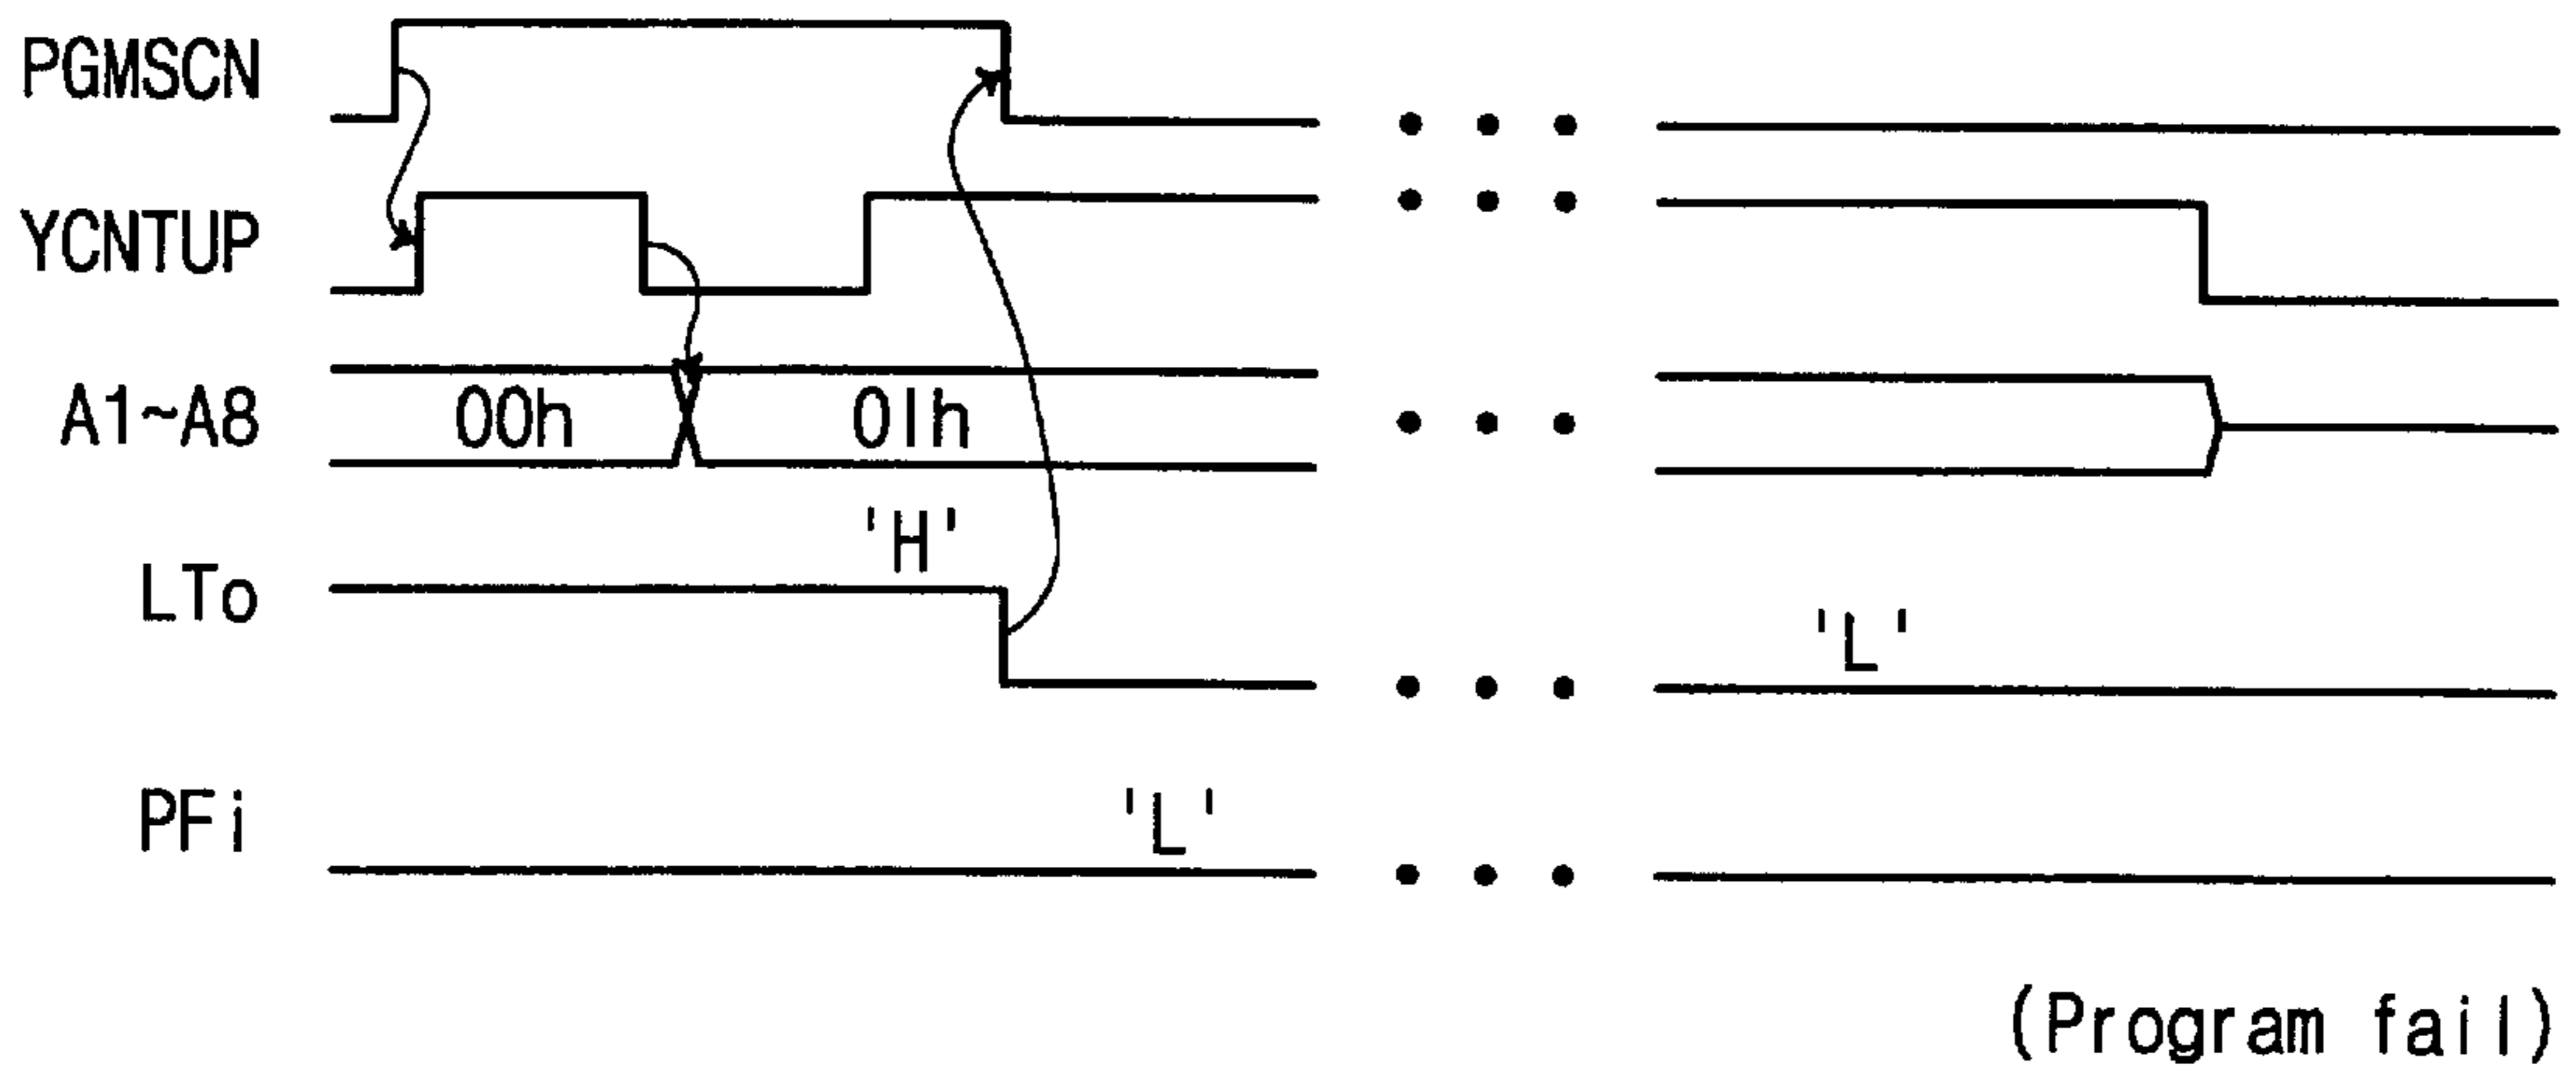 PGMSCN
YCNTUP
A1~A8 00h 01h
'H'
LTo 'L'
PFi 'L'
(Program fail)